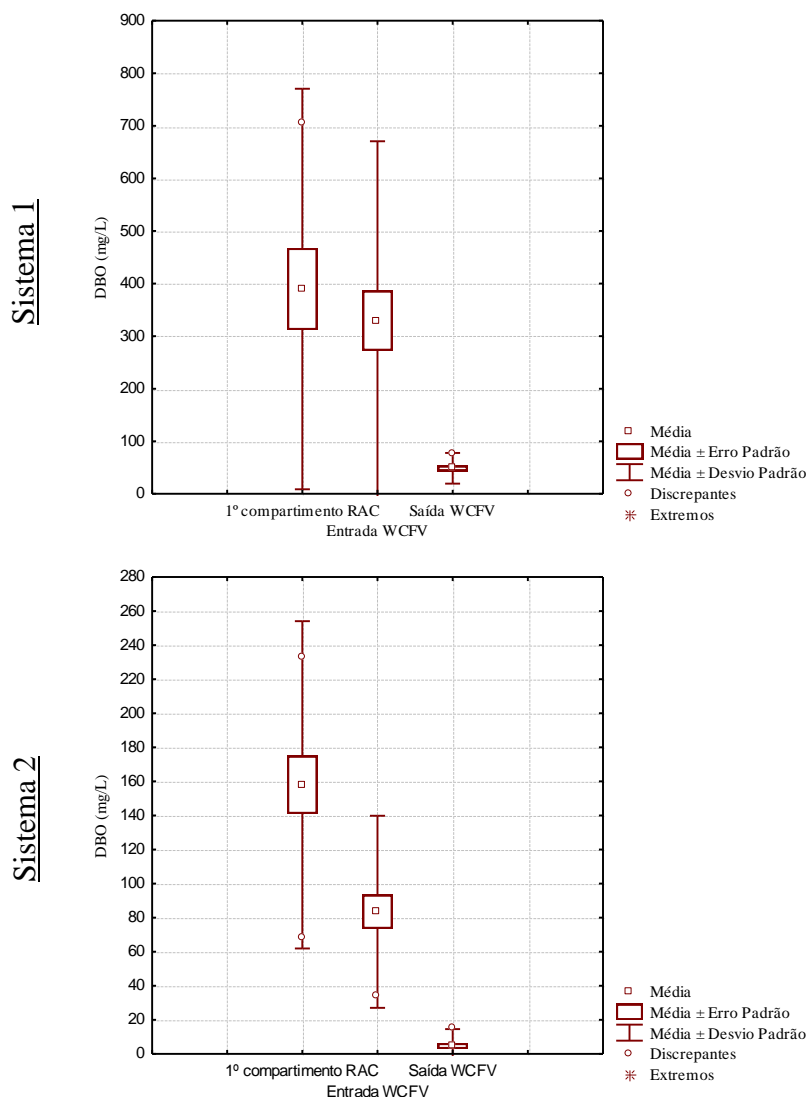 Sistema 1
DBO (mg/L)
900
800
700
600
500
400
300
200
100
0
1º compartimento RAC
Saída WCFV
Entrada WCFV
Média
Média ± Erro Padrão
Média ± Desvio Padrão
Discrepantes
Extremos
Sistema 2
DBO (mg/L)
280
260
240
220
200
180
160
140
120
100
80
60
40
20
0
1º compartimento RAC
Saída WCFV
Entrada WCFV
Média
Média ± Erro Padrão
Média ± Desvio Padrão
Discrepantes
Extremos